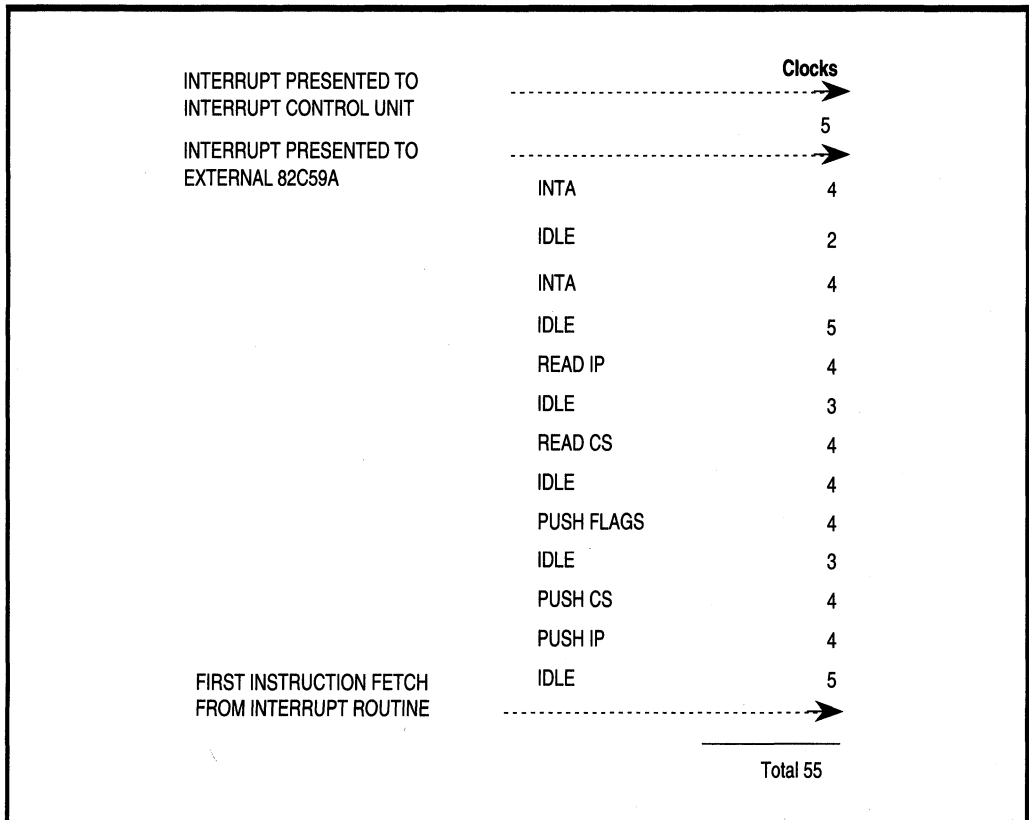 Clocks
INTERRUPT PRESENTED TO
INTERRUPT CONTROL UNIT
5
INTERRUPT PRESENTED TO
EXTERNAL 82C59A
INTA 4
IDLE 2
INTA 4
IDLE 5
READ IP 4
IDLE 3
READ CS 4
IDLE 4
PUSH FLAGS 4
IDLE 3
PUSH CS 4
PUSH IP 4
IDLE 5
FIRST INSTRUCTION FETCH
FROM INTERRUPT ROUTINE
Total 55